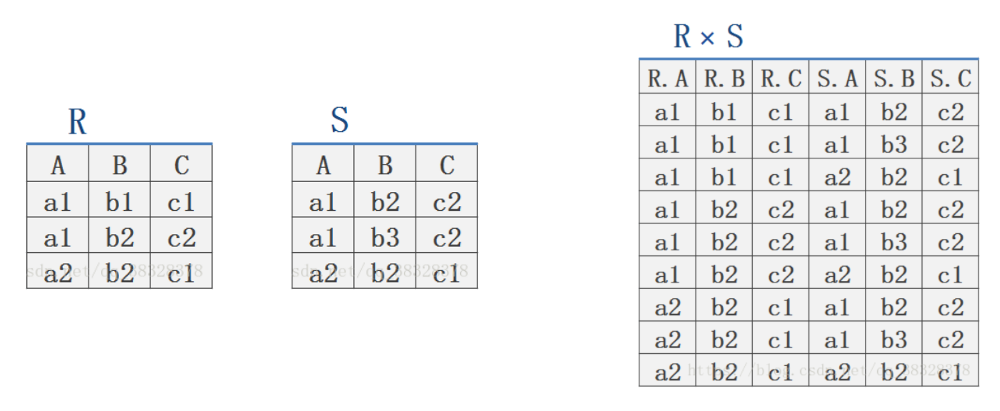 R
A B C
a1 b1 c1
a1 b2 c2
a2 b2 c1
S
A B C
a1 b2 c2
a1 b3 c2
a2 b2 c1
R × S
R.A R.B R.C S.A S.B S.C
a1 b1 c1 a1 b2 c2
a1 b1 c1 a1 b3 c2
a1 b1 c1 a2 b2 c1
a1 b2 c2 a1 b2 c2
a1 b2 c2 a1 b3 c2
a1 b2 c2 a2 b2 c1
a2 b2 c1 a1 b2 c2
a2 b2 c1 a1 b3 c2
a2 b2 c1 a2 b2 c1